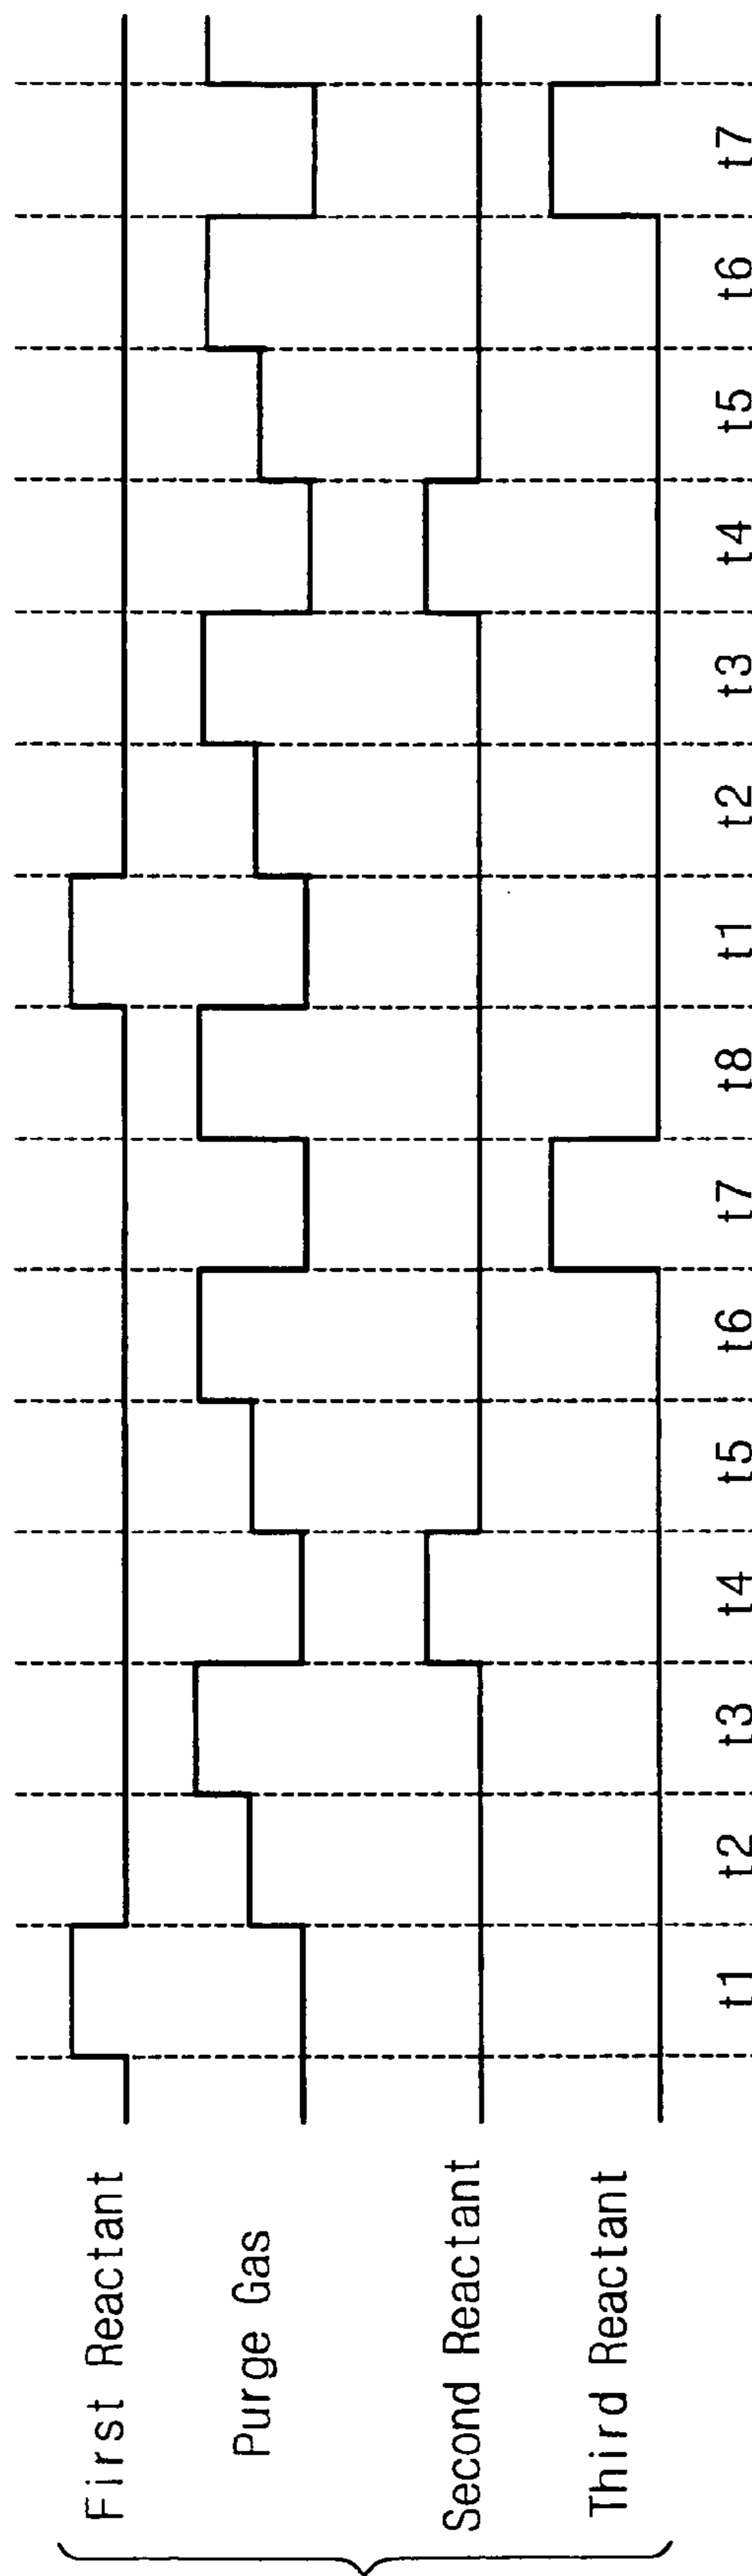 First Reactant
Purge Gas
Second Reactant
Third Reactant
t1 t2 t3 t4 t5 t6 t7 t8 t1 t2 t3 t4 t5 t6 t7